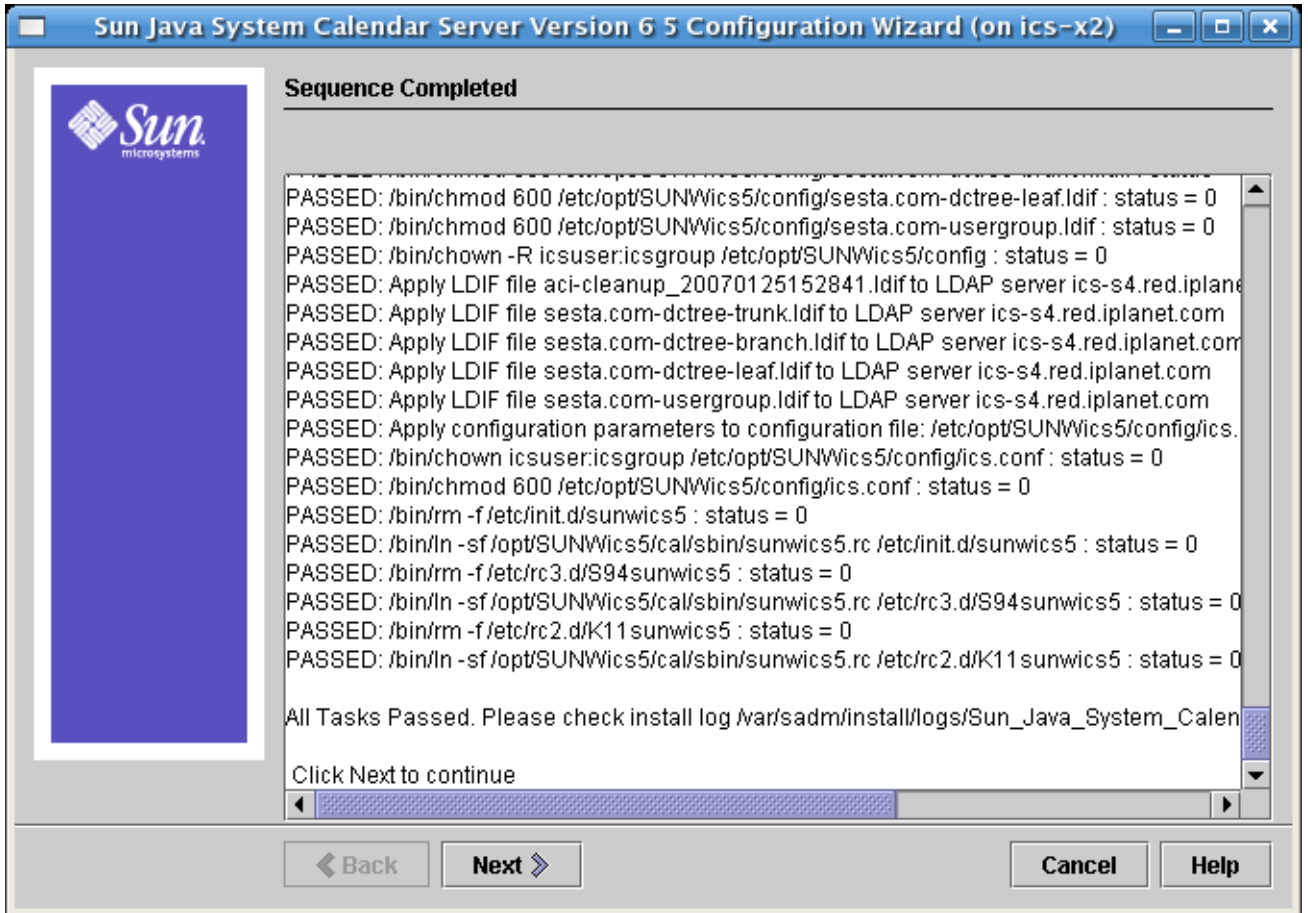 Sun Java System Calendar Server Version 6 5 Configuration Wizard (on ics-x2)
Sun
microsystems
Sequence Completed
PASSED: /bin/chmod 600 /etc/opt/SUNWics5/config/sesta.com-dctree-leaf.ldif : status = 0
PASSED: /bin/chmod 600 /etc/opt/SUNWics5/config/sesta.com-usergroup.ldif : status = 0
PASSED: /bin/chown -R icsuser:icsgroup /etc/opt/SUNWics5/config : status = 0
PASSED: Apply LDIF file aci-cleanup_20070125152841.ldif to LDAP server ics-s4.red.iplane
PASSED: Apply LDIF file sesta.com-dctree-trunk.ldif to LDAP server ics-s4.red.iplanet.com
PASSED: Apply LDIF file sesta.com-dctree-branch.ldif to LDAP server ics-s4.red.iplanet.com
PASSED: Apply LDIF file sesta.com-dctree-leaf.ldif to LDAP server ics-s4.red.iplanet.com
PASSED: Apply LDIF file sesta.com-usergroup.ldif to LDAP server ics-s4.red.iplanet.com
PASSED: Apply configuration parameters to configuration file: /etc/opt/SUNWics5/config/ics.
PASSED: /bin/chown icsuser:icsgroup /etc/opt/SUNWics5/config/ics.conf : status = 0
PASSED: /bin/chmod 600 /etc/opt/SUNWics5/config/ics.conf : status = 0
PASSED: /bin/rm -f /etc/init.d/sunwics5 : status = 0
PASSED: /bin/ln -sf /opt/SUNWics5/cal/sbin/sunwics5.rc /etc/init.d/sunwics5 : status = 0
PASSED: /bin/rm -f /etc/rc3.d/S94sunwics5 : status = 0
PASSED: /bin/ln -sf /opt/SUNWics5/cal/sbin/sunwics5.rc /etc/rc3.d/S94sunwics5 : status = 0
PASSED: /bin/rm -f /etc/rc2.d/K11sunwics5 : status = 0
PASSED: /bin/ln -sf /opt/SUNWics5/cal/sbin/sunwics5.rc /etc/rc2.d/K11sunwics5 : status = 0
All Tasks Passed. Please check install log /var/sadm/install/logs/Sun_Java_System_Calen
Click Next to continue
Back
Next
Cancel
Help